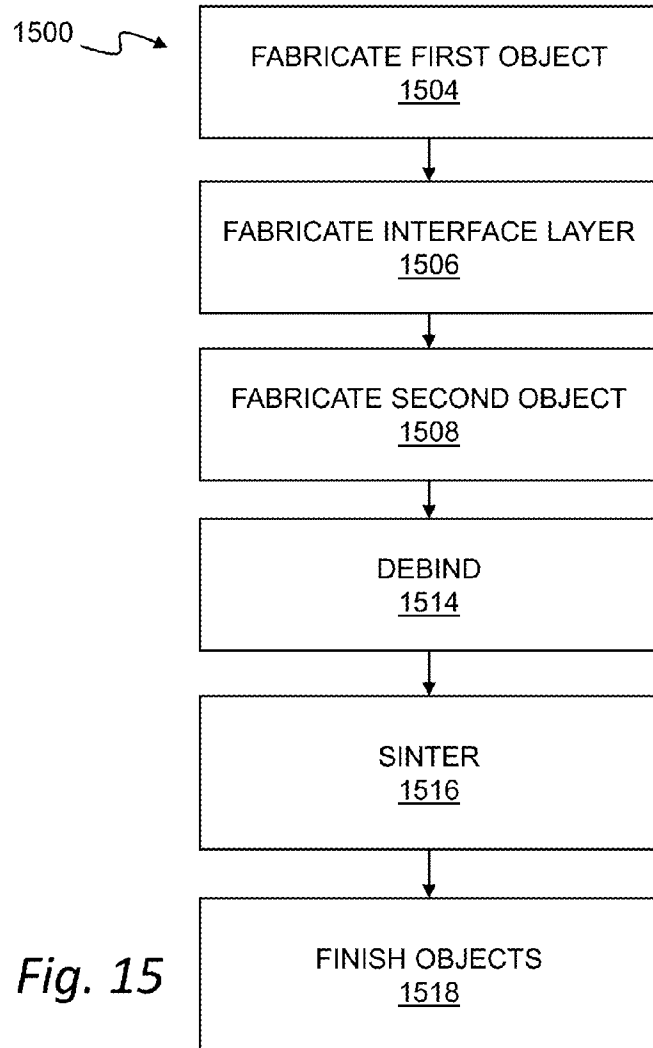 1500
FABRICATE FIRST OBJECT
1504
FABRICATE INTERFACE LAYER
1506
FABRICATE SECOND OBJECT
1508
DEBIND
1514
SINTER
1516
FINISH OBJECTS
1518
Fig. 15